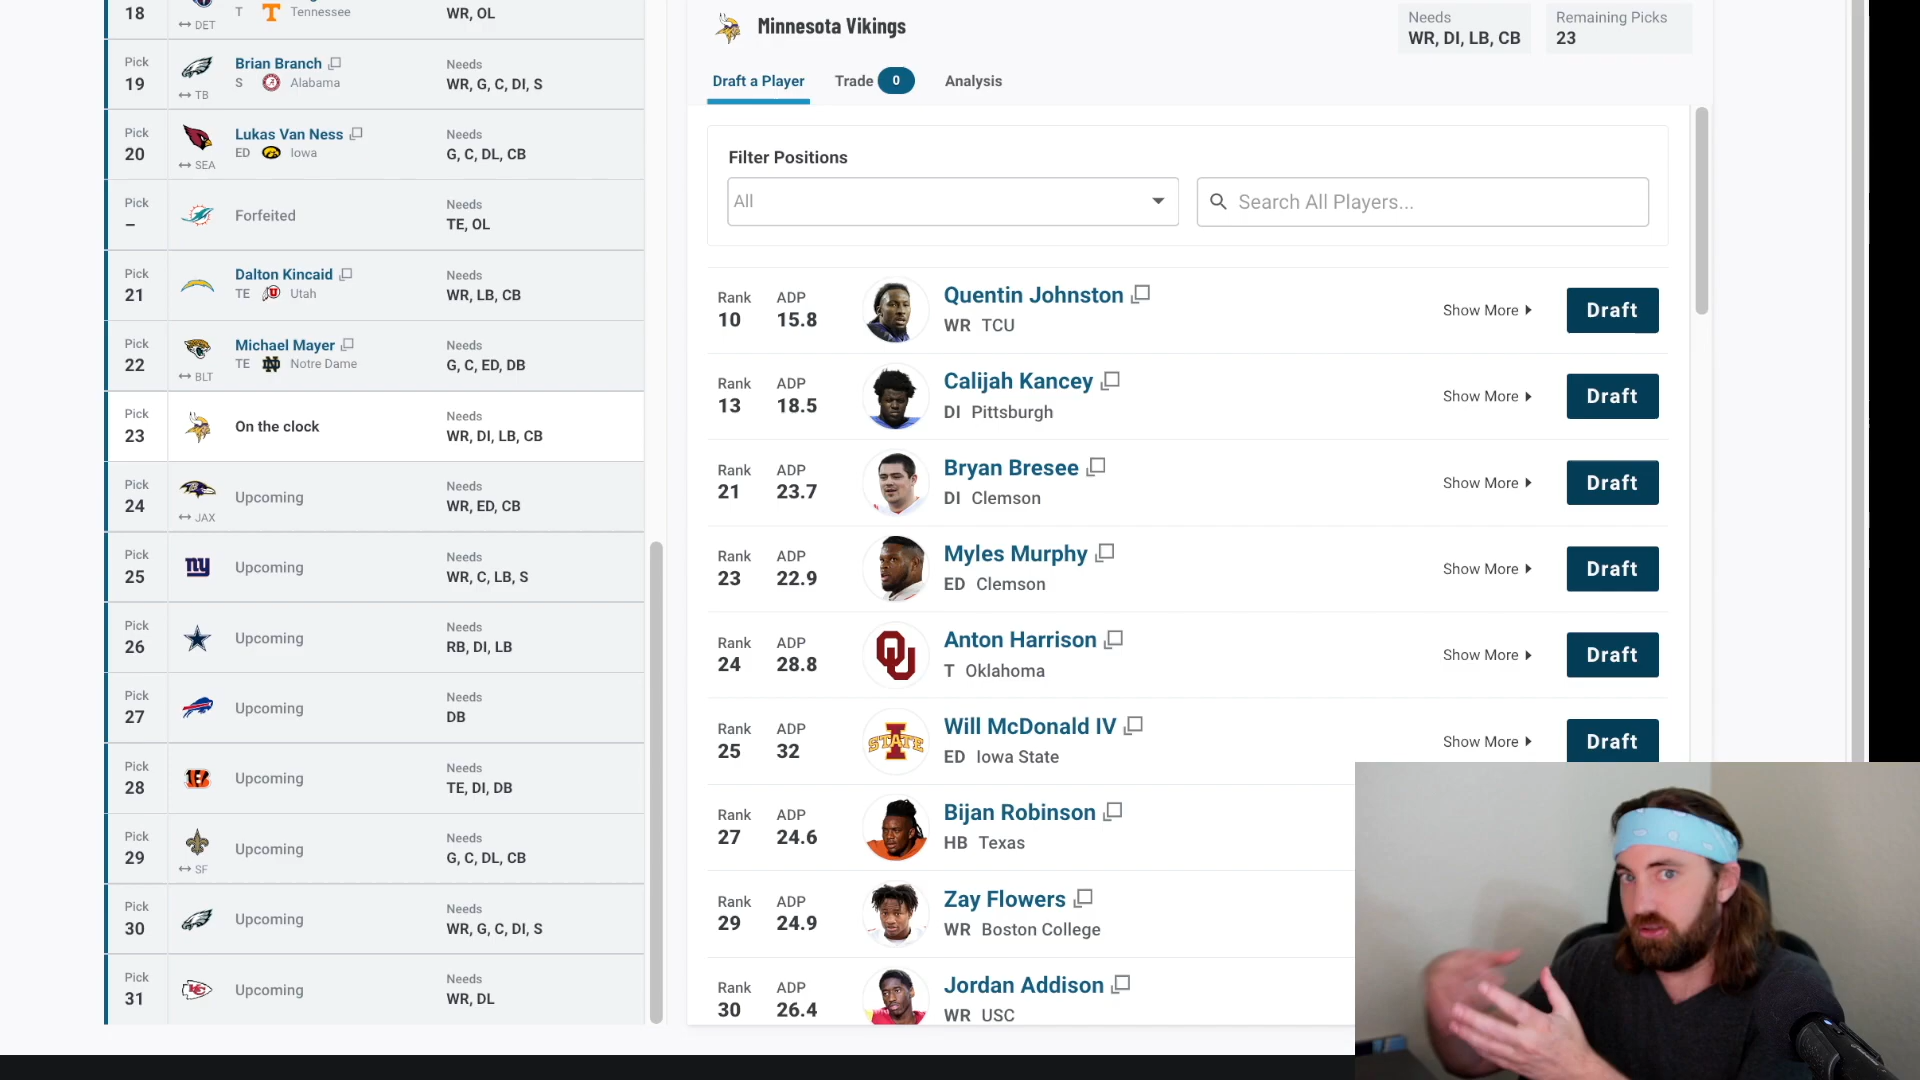 18
DET
T Tennessee
WR, OL
Pick
19
TB
Brian Branch
S Alabama
Needs
WR, G, C, DI, S
Pick
20
SEA
Lukas Van Ness
ED Iowa
Needs
G, C, DL, CB
Pick
–
Forfeited
Needs
TE, OL
Pick
21
Dalton Kincaid
TE Utah
Needs
WR, LB, CB
Pick
22
BLT
Michael Mayer
TE Notre Dame
Needs
G, C, ED, DB
Pick
23
On the clock
Needs
WR, DI, LB, CB
Pick
24
JAX
Upcoming
Needs
WR, ED, CB
Pick
25
ny
Upcoming
Needs
WR, C, LB, S
Pick
26
Upcoming
Needs
RB, DI, LB
Pick
27
Upcoming
Needs
DB
Pick
28
Upcoming
Needs
TE, DI, DB
Pick
29
SF
Upcoming
Needs
G, C, DL, CB
Pick
30
Upcoming
Needs
WR, G, C, DI, S
Pick
31
KC
Upcoming
Needs
WR, DL
Minnesota Vikings
Needs
WR, DI, LB, CB
Remaining Picks
23
Draft a Player Trade 0 Analysis
Filter Positions
All
Search All Players...
Rank ADP
10 15.8
Quentin Johnston
WR TCU
Show More
Draft
Rank ADP
13 18.5
Calijah Kancey
DI Pittsburgh
Show More
Draft
Rank ADP
21 23.7
Bryan Bresee
DI Clemson
Show More
Draft
Rank ADP
23 22.9
Myles Murphy
ED Clemson
Show More
Draft
Rank ADP
24 28.8
OU
Anton Harrison
T Oklahoma
Show More
Draft
Rank ADP
25 32
STATE
Will McDonald IV
ED Iowa State
Show More
Draft
Rank ADP
27 24.6
Bijan Robinson
HB Texas
Rank ADP
29 24.9
Zay Flowers
WR Boston College
Rank ADP
30 26.4
Jordan Addison
WR USC